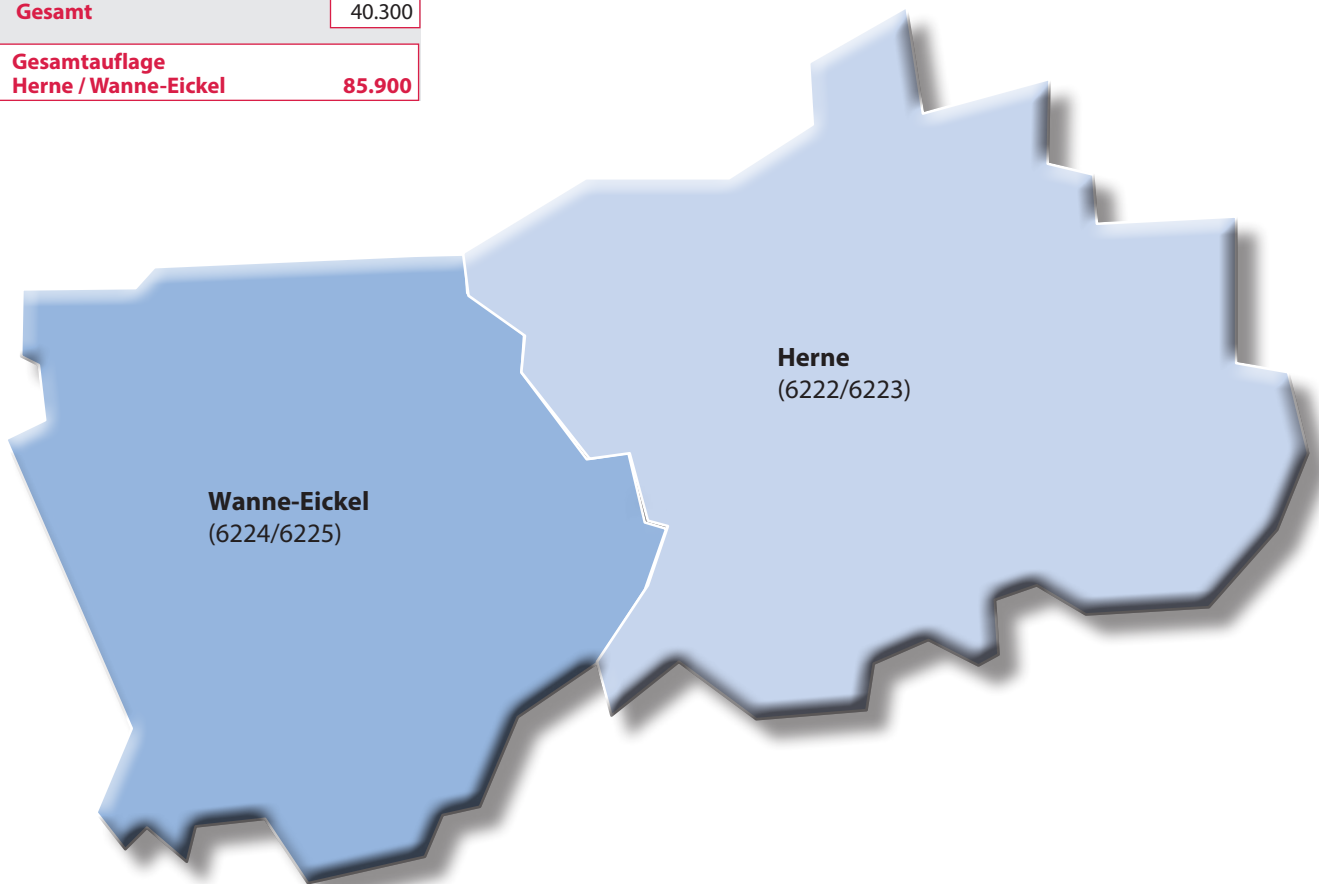 Gesamt 40.300
Gesamtauflage
Herne / Wanne-Eickel 85.900
Herne
(6222/6223)
Wanne-Eickel
(6224/6225)